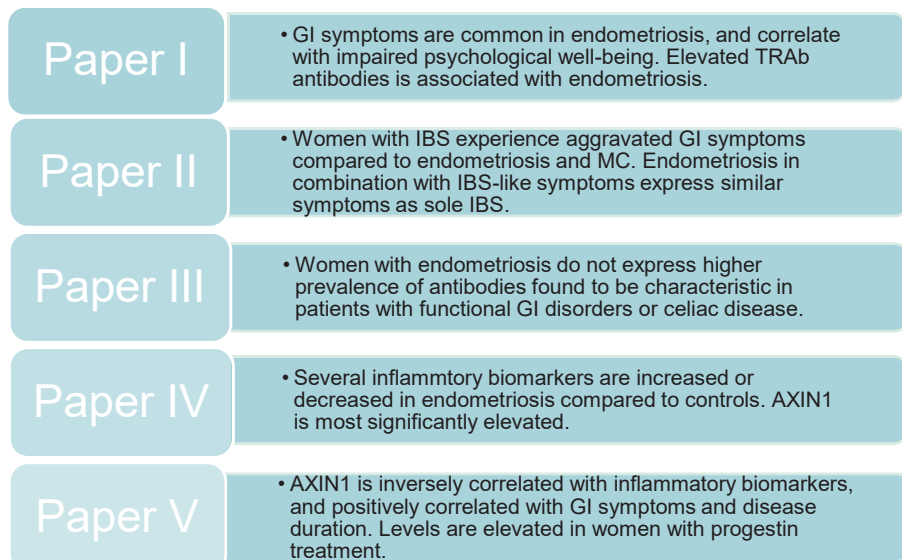 Paper I
• GI symptoms are common in endometriosis, and correlate
with impaired psychological well-being. Elevated TRAb
antibodies is associated with endometriosis.
Paper II
• Women with IBS experience aggravated GI symptoms
compared to endometriosis and MC. Endometriosis in
combination with IBS-like symptoms express similar
symptoms as sole IBS.
Paper III
• Women with endometriosis do not express higher
prevalence of antibodies found to be characteristic in
patients with functional GI disorders or celiac disease.
Paper IV
• Several inflammtory biomarkers are increased or
decreased in endometriosis compared to controls. AXIN1
is most significantly elevated.
Paper V
• AXIN1 is inversely correlated with inflammatory biomarkers,
and positively correlated with GI symptoms and disease
duration. Levels are elevated in women with progestin
treatment.